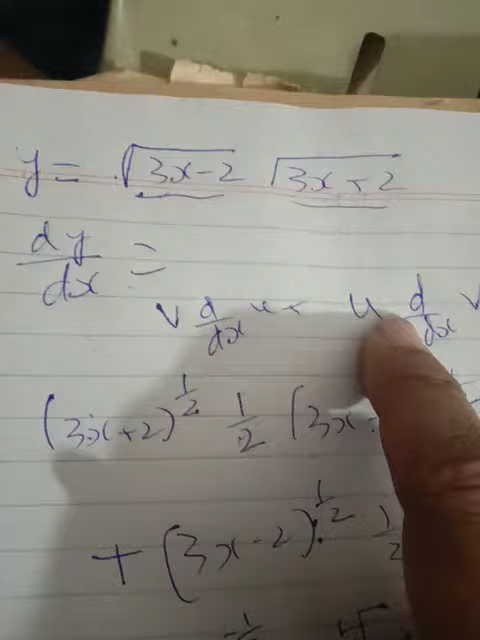 y = √3x-2 √3x+2
dy/dx =
v d/dx u + u d/dx v
(3x+2)^1/2 1/2 (3x
+ (3x-2)^1/2 1/2